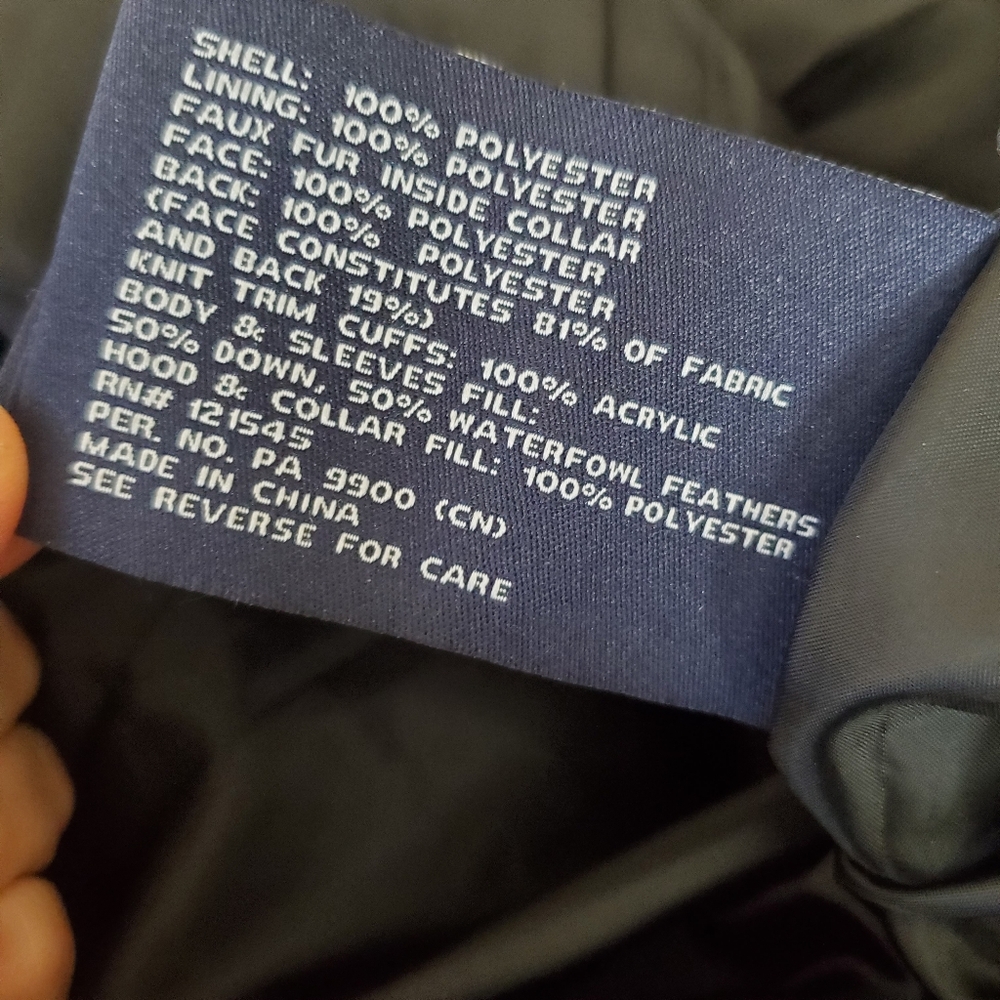 SHELL: 100% POLYESTER
LINING: 100% POLYESTER
FAUX FUR INSIDE COLLAR
FACE: 100% POLYESTER
BACK: 100% POLYESTER
(FACE CONSTITUTES 81% OF FABRIC
AND BACK 19%)
KNIT TRIM CUFFS: 100% ACRYLIC
BODY & SLEEVES FILL:
50% DOWN, 50% WATERFOWL FEATHERS
HOOD & COLLAR FILL: 100% POLYESTER
RN# 121545
PER. NO. PA 9900 (CN)
MADE IN CHINA
SEE REVERSE FOR CARE